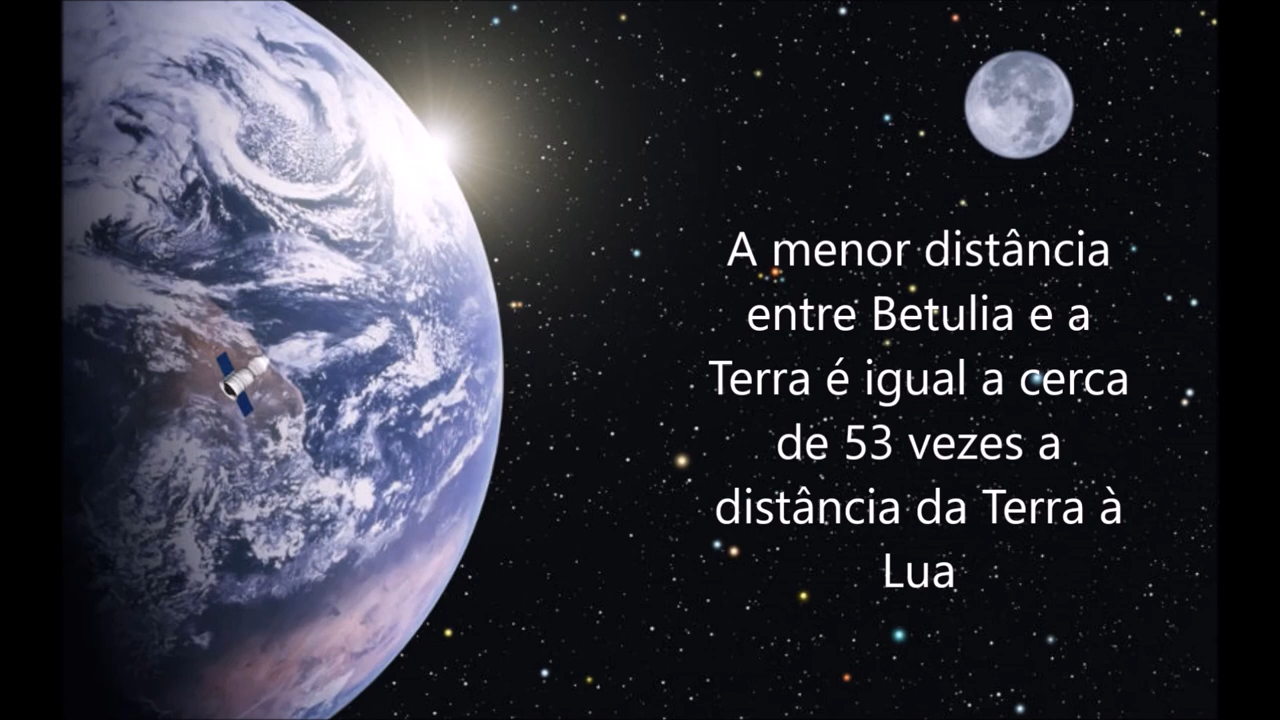 A menor distância
entre Betulia e a
Terra é igual a cerca
de 53 vezes a
distância da Terra à
Lua